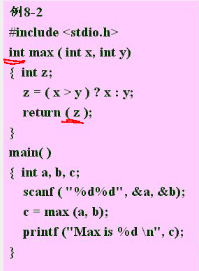 例8-2
#include <stdio.h>
int max ( int x, int y)
{ int z;
z = ( x > y ) ? x : y;
return ( z );
}
main( )
{ int a, b, c;
scanf ( "%d%d", &a, &b);
c = max (a, b);
printf ("Max is %d \n", c);
}